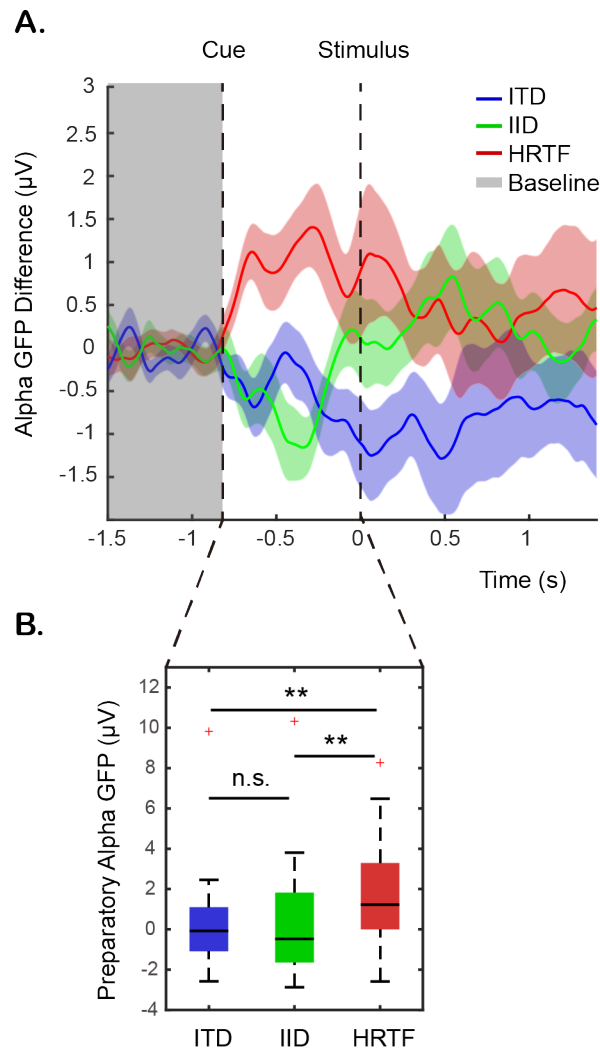 A.
Cue Stimulus
3
2.5
2
1.5
1
0.5
0
-0.5
-1
-1.5
Alpha GFP Difference (μV)
ITD
IID
HRTF
Baseline
-1.5 -1 -0.5 0 0.5 1
Time (s)
B.
12
10
8
6
4
2
0
-2
-4
Preparatory Alpha GFP (μV)
**
**
n.s.
ITD IID HRTF